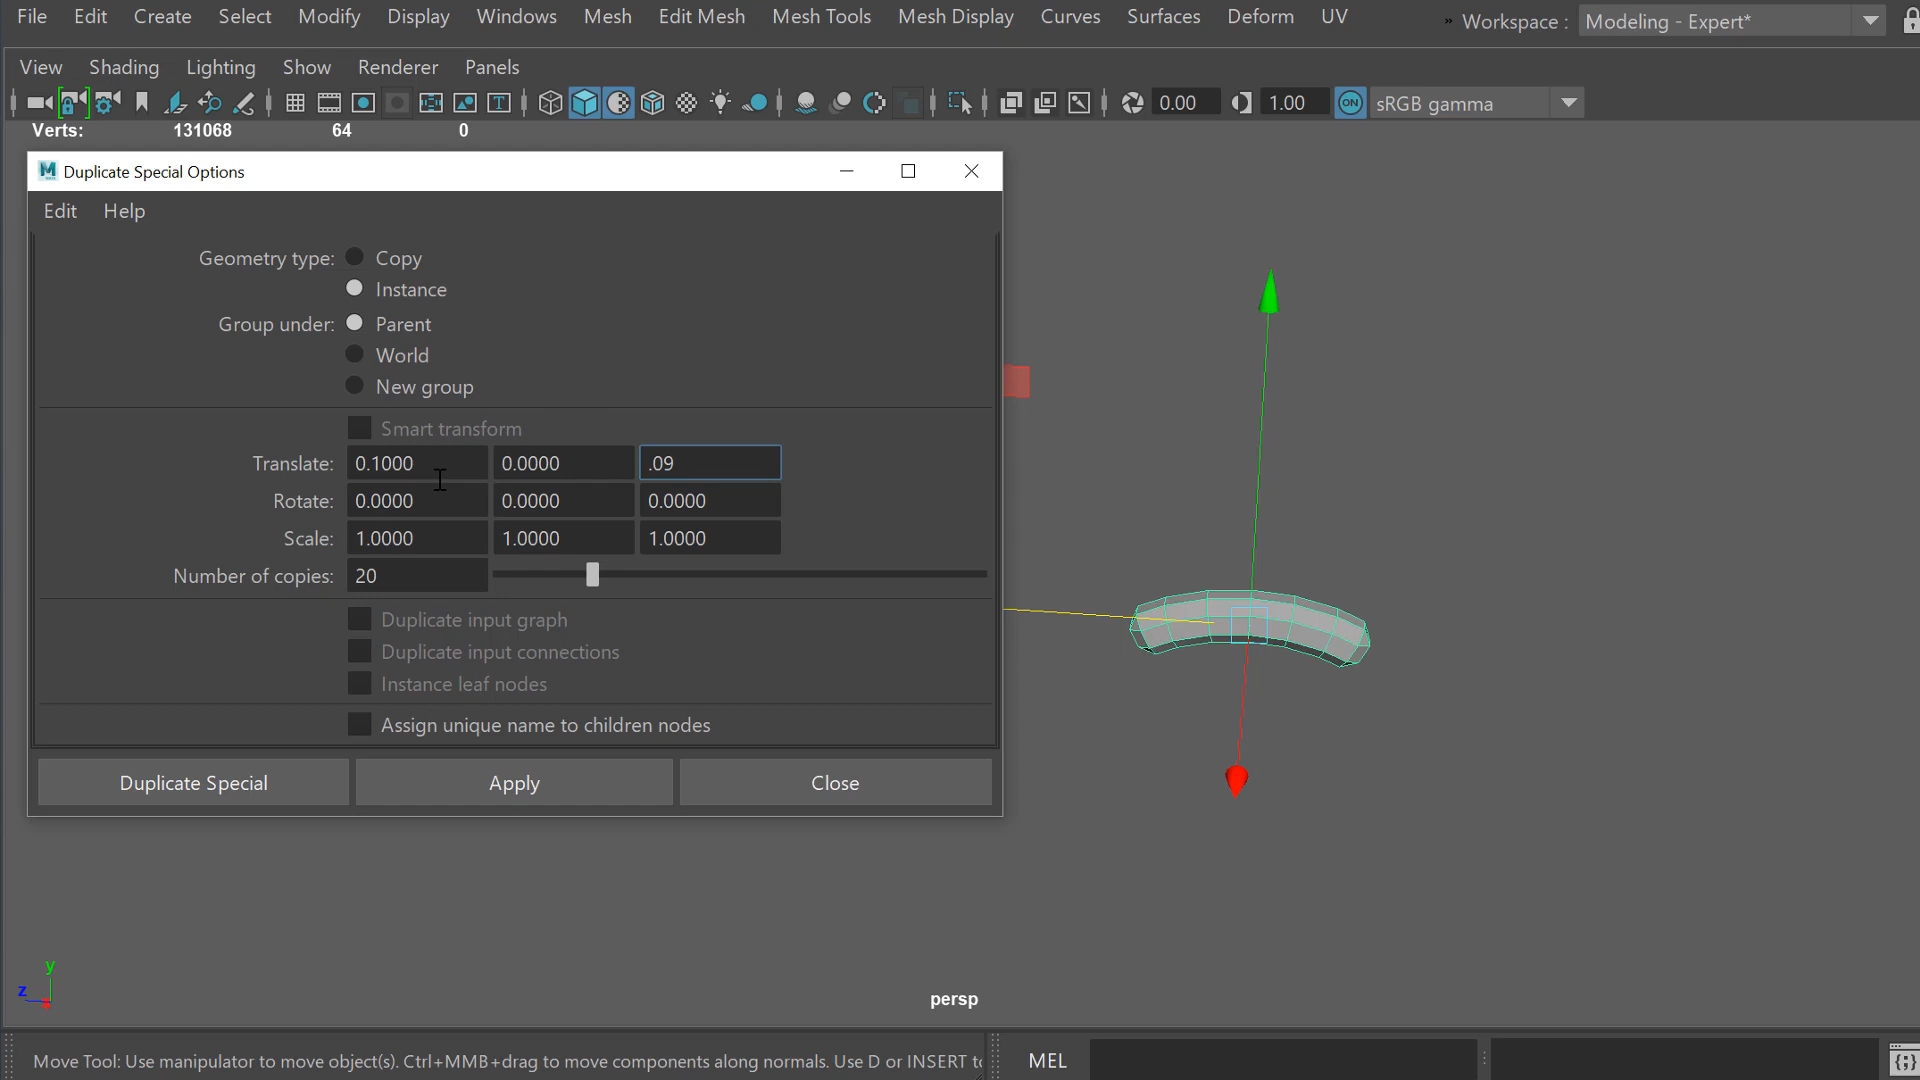 File Edit Create Select Modify Display Windows Mesh Edit Mesh Mesh Tools Mesh Display Curves Surfaces Deform UV » Workspace : Modeling - Expert*
View Shading Lighting Show Renderer Panels
0.00 1.00 ON sRGB gamma
Verts: 131068 64 0
Duplicate Special Options
Edit Help
Geometry type: Copy
Instance
Group under: Parent
World
New group
Smart transform
Translate: 0.1000 0.0000 .09
Rotate: 0.0000 0.0000 0.0000
Scale: 1.0000 1.0000 1.0000
Number of copies: 20
Duplicate input graph
Duplicate input connections
Instance leaf nodes
Assign unique name to children nodes
Duplicate Special Apply Close
y
z
persp
Move Tool: Use manipulator to move object(s). Ctrl+MMB+drag to move components along normals. Use D or INSERT t
MEL